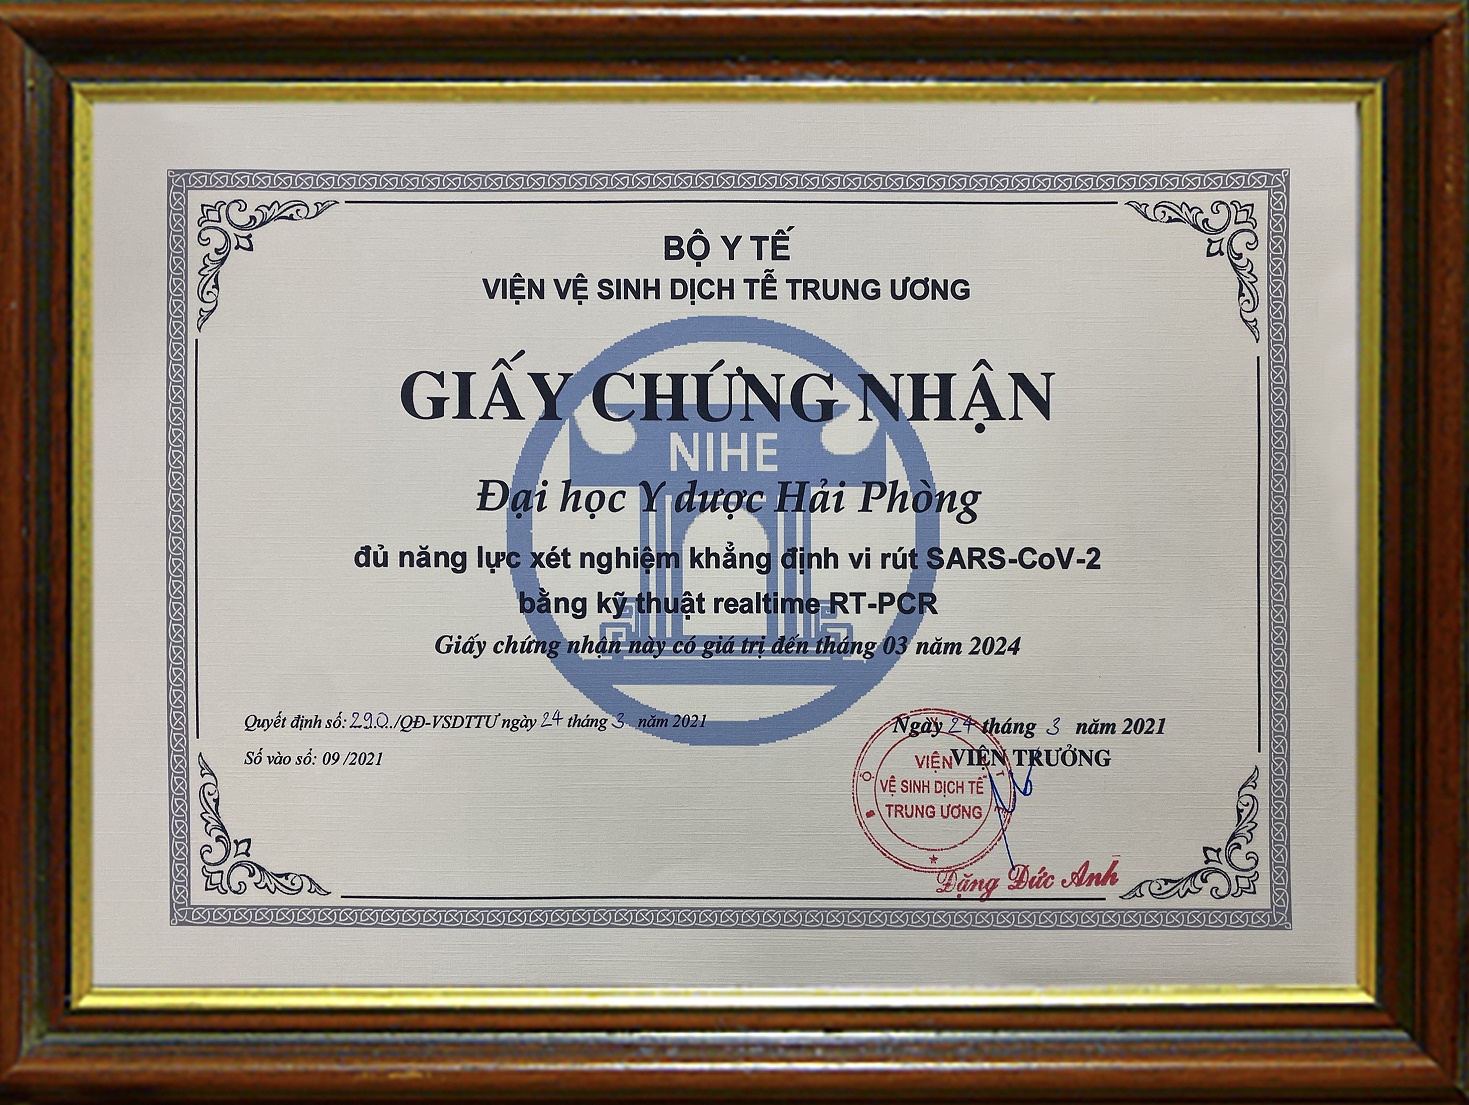 BỘ Y TẾ
VIỆN VỆ SINH DỊCH TỄ TRUNG ƯƠNG
GIẤY CHỨNG NHẬN
NIHE
Đại học Y dược Hải Phòng
đủ năng lực xét nghiệm khẳng định vi rút SARS-CoV-2
bằng kỹ thuật realtime RT-PCR
Giấy chứng nhận này có giá trị đến tháng 03 năm 2024
Quyết định số: 290./QĐ-VSDTTƯ ngày 24 tháng 3 năm 2021
Số vào sổ: 09 /2021
Ngày 24 tháng 3 năm 2021
VIỆN TRƯỞNG
BỘ Y TẾ
VIỆN
VỆ SINH DỊCH TẾ
TRUNG ƯƠNG
Đặng Đức Anh